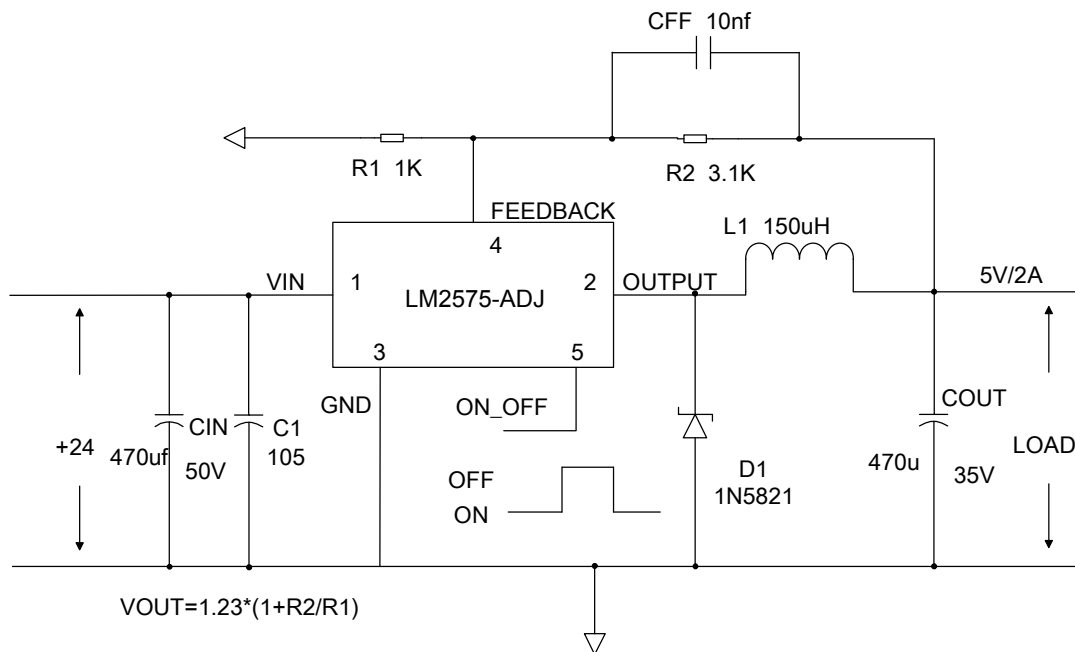 CFF 10nf
R1 1K
R2 3.1K
FEEDBACK
4
L1 150uH
VIN
1
LM2575-ADJ
2
OUTPUT
5V/2A
3
5
GND
ON_OFF
+24
470uf
CIN
50V
C1
105
OFF
ON
D1
1N5821
COUT
470u
35V
LOAD
VOUT=1.23*(1+R2/R1)